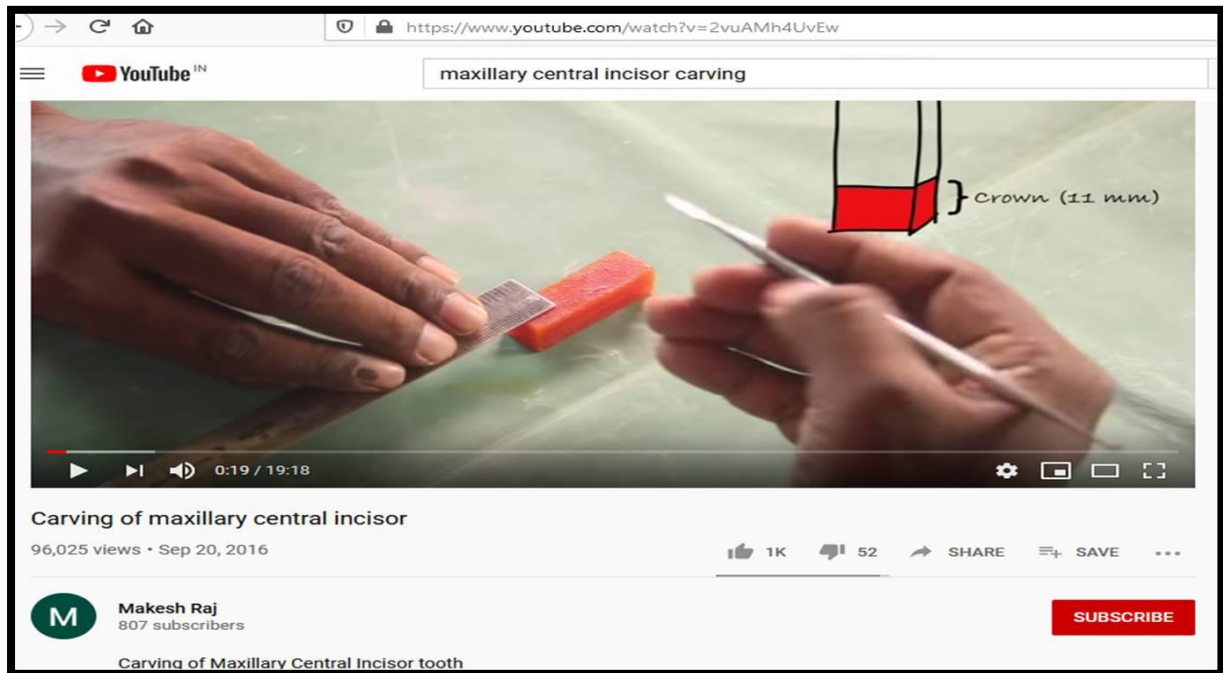 https://www.youtube.com/watch?v=2vuAMh4UvEw
YouTube IN
maxillary central incisor carving
Crown (11 mm)
0:19 / 19:18
Carving of maxillary central incisor
96,025 views • Sep 20, 2016
1K 52 SHARE SAVE
M
Makesh Raj
807 subscribers
SUBSCRIBE
Carving of Maxillary Central Incisor tooth